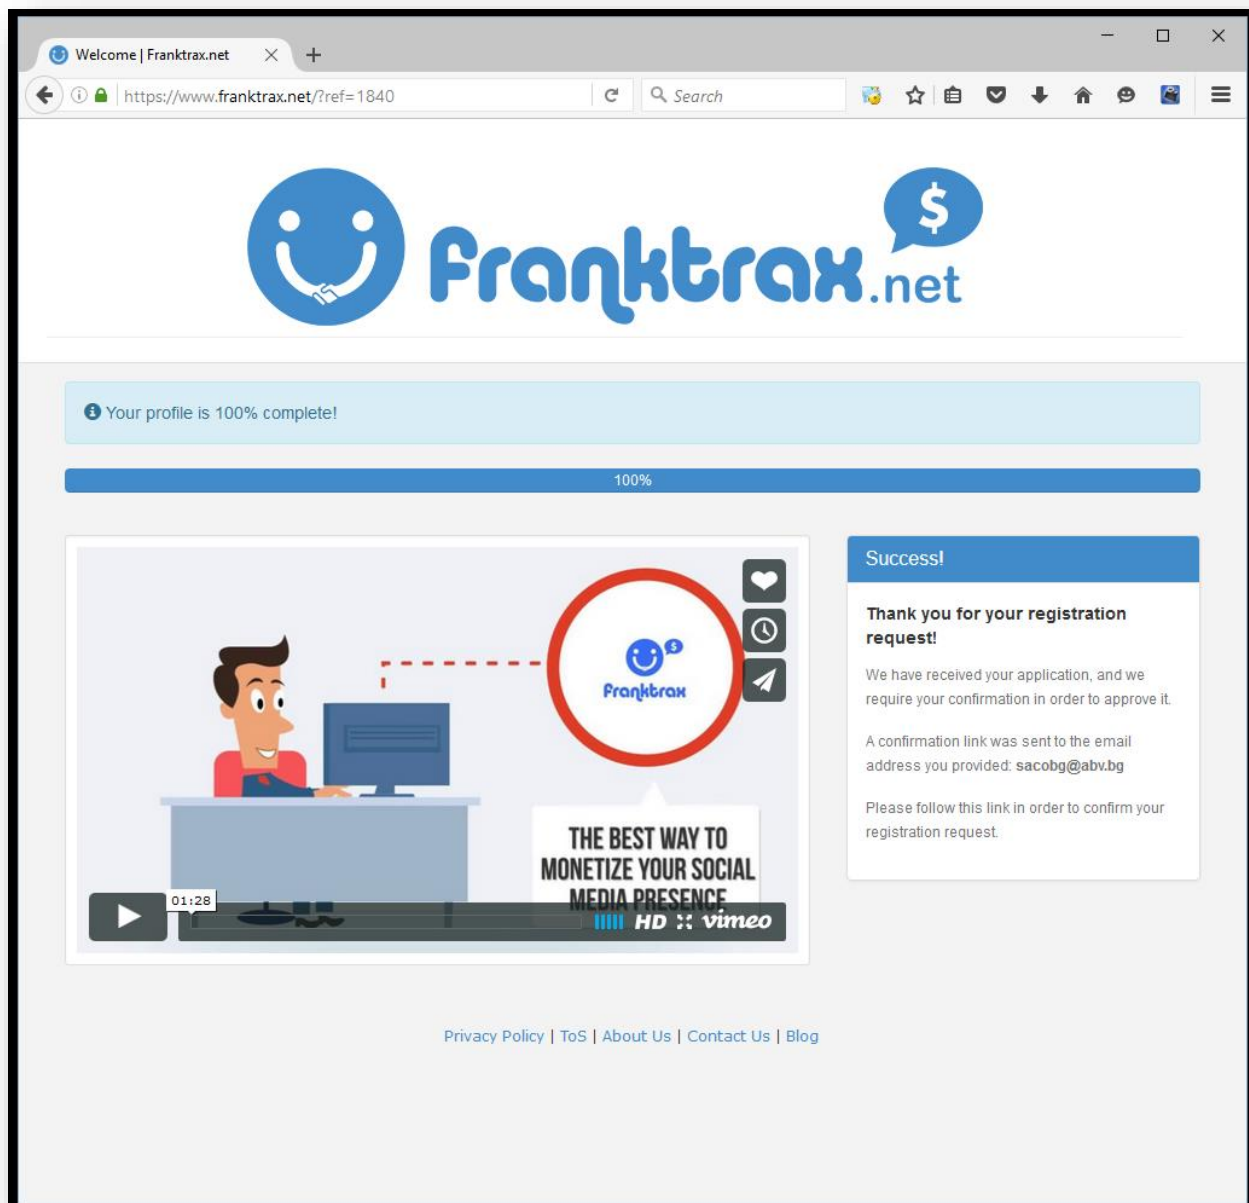 Welcome | Franktrax.net
https://www.franktrax.net/?ref=1840
Search
franktrax.net
$
Your profile is 100% complete!
100%
$
Franktrax
THE BEST WAY TO
MONETIZE YOUR SOCIAL
MEDIA PRESENCE
01:28
HD vimeo
Success!
Thank you for your registration
request!
We have received your application, and we
require your confirmation in order to approve it.
A confirmation link was sent to the email
address you provided: sacobg@abv.bg
Please follow this link in order to confirm your
registration request.
Privacy Policy | ToS | About Us | Contact Us | Blog